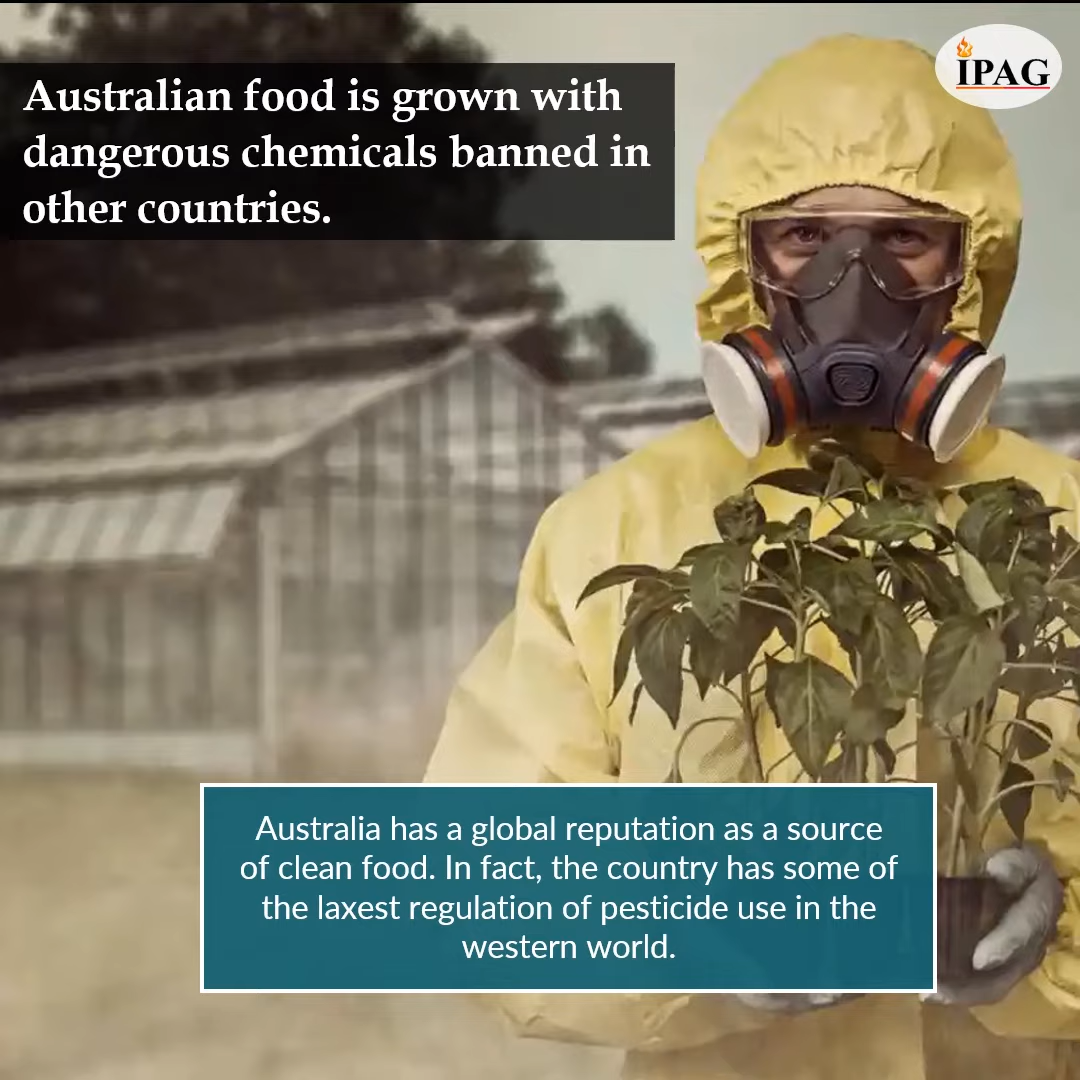 IPAG
Australian food is grown with
dangerous chemicals banned in
other countries.
Australia has a global reputation as a source
of clean food. In fact, the country has some of
the laxest regulation of pesticide use in the
western world.